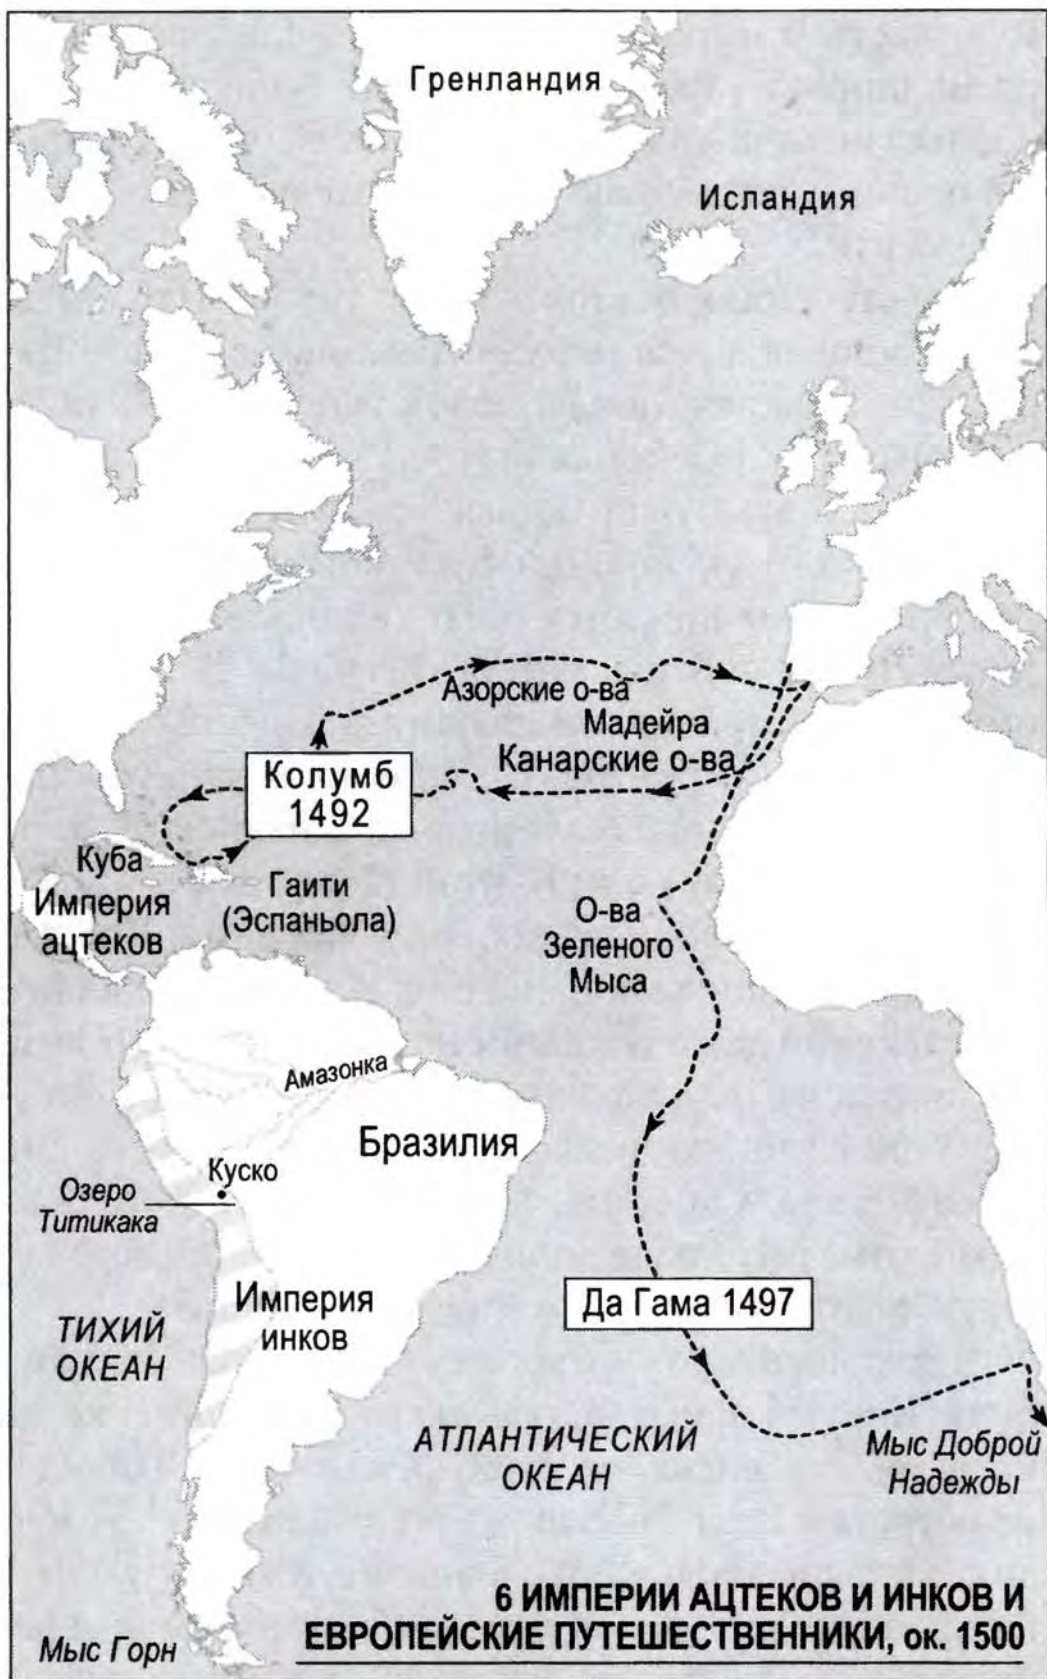 Гренландия
Исландия
Азорские о-ва
Мадейра
Канарские о-ва
Колумб
1492
Куба
Империя
ацтеков
Гаити
(Эспаньола)
О-ва
Зеленого
Мыса
Амазонка
Бразилия
Куско
Озеро
Титикака
Империя
инков
Да Гама 1497
ТИХИЙ
ОКЕАН
АТЛАНТИЧЕСКИЙ
ОКЕАН
Мыс Доброй
Надежды
6 ИМПЕРИИ АЦТЕКОВ И ИНКОВ И
ЕВРОПЕЙСКИЕ ПУТЕШЕСТВЕННИКИ, ок. 1500
Мыс Горн